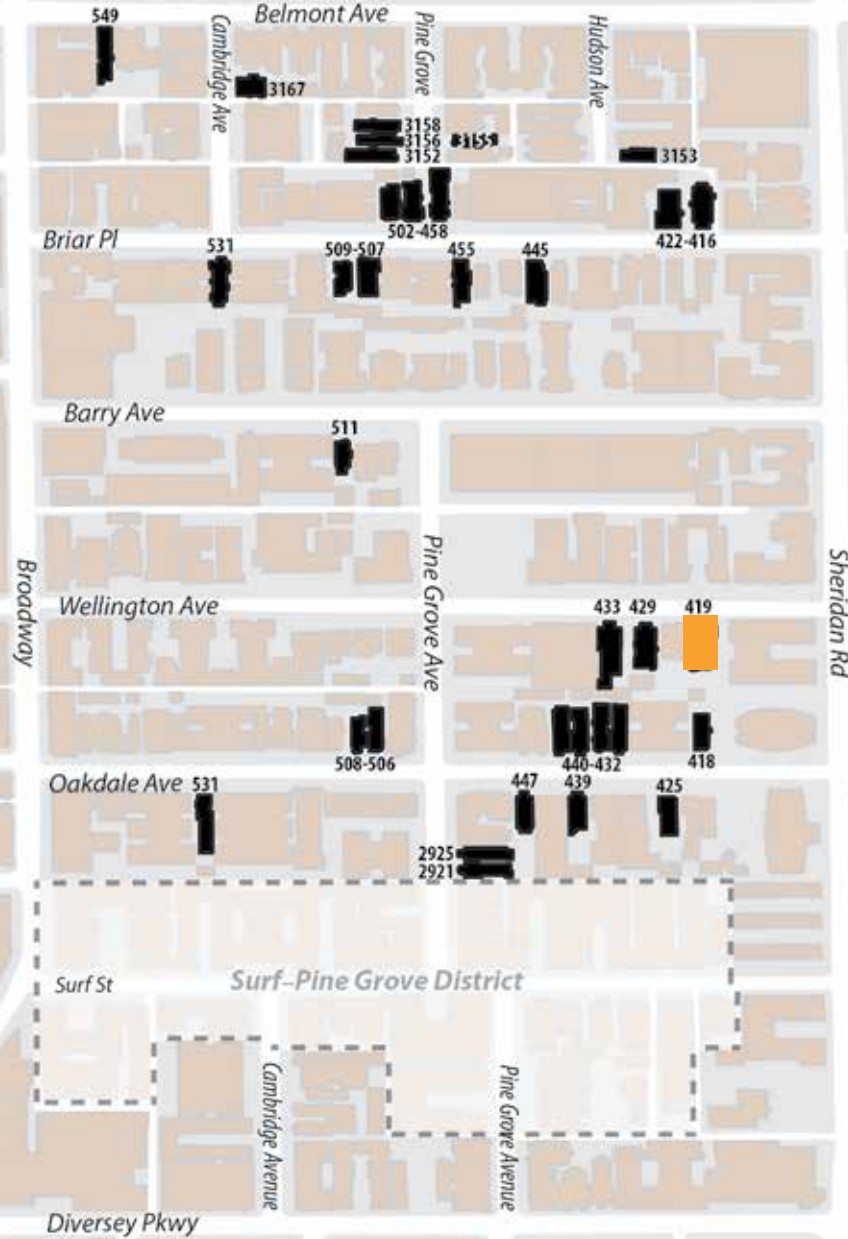 549
Belmont Ave
Cambridge Ave
Pine Grove
Hudson Ave
3167
3158
3156
3152
3153
502-458
422-416
Briar Pl
531
509-507
455
445
Barry Ave
511
Pine Grove Ave
Broadway
Sheridan Rd
Wellington Ave
433
429
419
508-506
440-432
418
Oakdale Ave
531
447
439
425
2925
2921
Surf St
Surf–Pine Grove District
Cambridge Avenue
Pine Grove Avenue
Diversey Pkwy